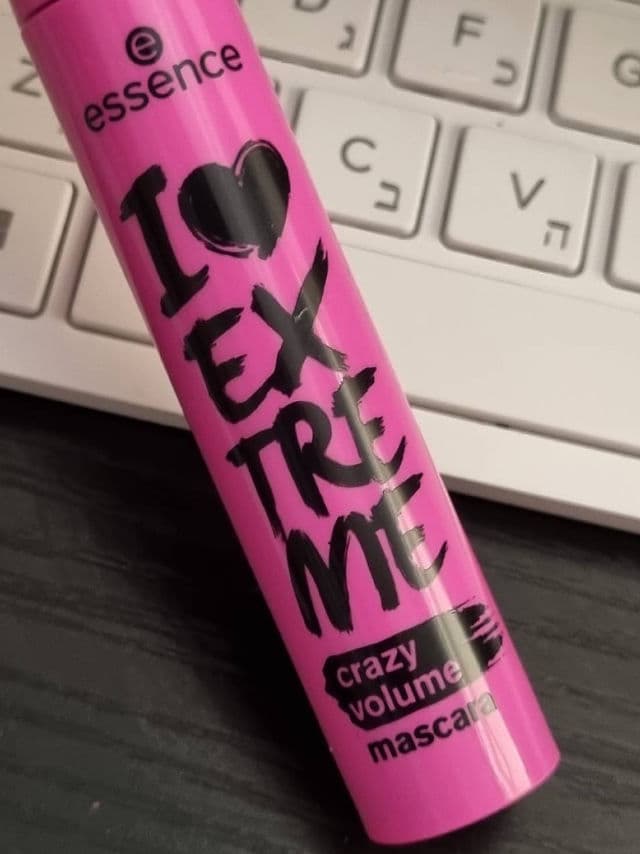 essence
I ♥
EX
TRE
ME
crazy
volume
mascara
D
ג
F
כ
G
Z
C
ב
V
ה